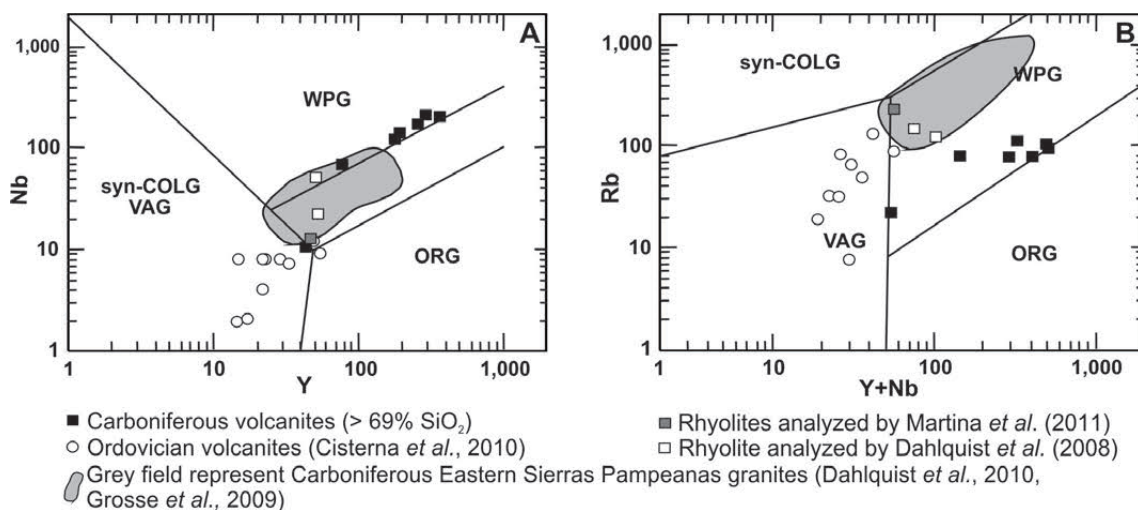 A
1,000
100
10
1
Nb
WPG
syn-COLG
VAG
ORG
1 10 100 1,000
Y
B
1,000
100
10
1
Rb
syn-COLG
WPG
VAG
ORG
1 10 100 1,000
Y+Nb
Carboniferous volcanites (> 69% SiO₂)
Ordovician volcanites (Cisterna et al., 2010)
Rhyolites analyzed by Martina et al. (2011)
Rhyolite analyzed by Dahlquist et al. (2008)
Grey field represent Carboniferous Eastern Sierras Pampeanas granites (Dahlquist et al., 2010,
Grosse et al., 2009)